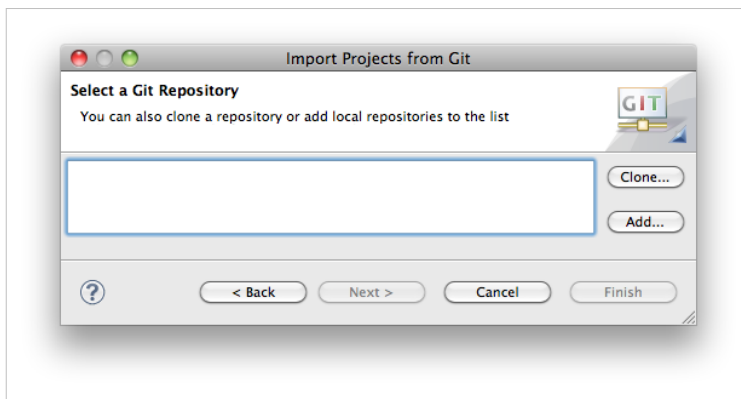 Import Projects from Git
Select a Git Repository
You can also clone a repository or add local repositories to the list
GIT
Clone...
Add...
?
< Back
Next >
Cancel
Finish